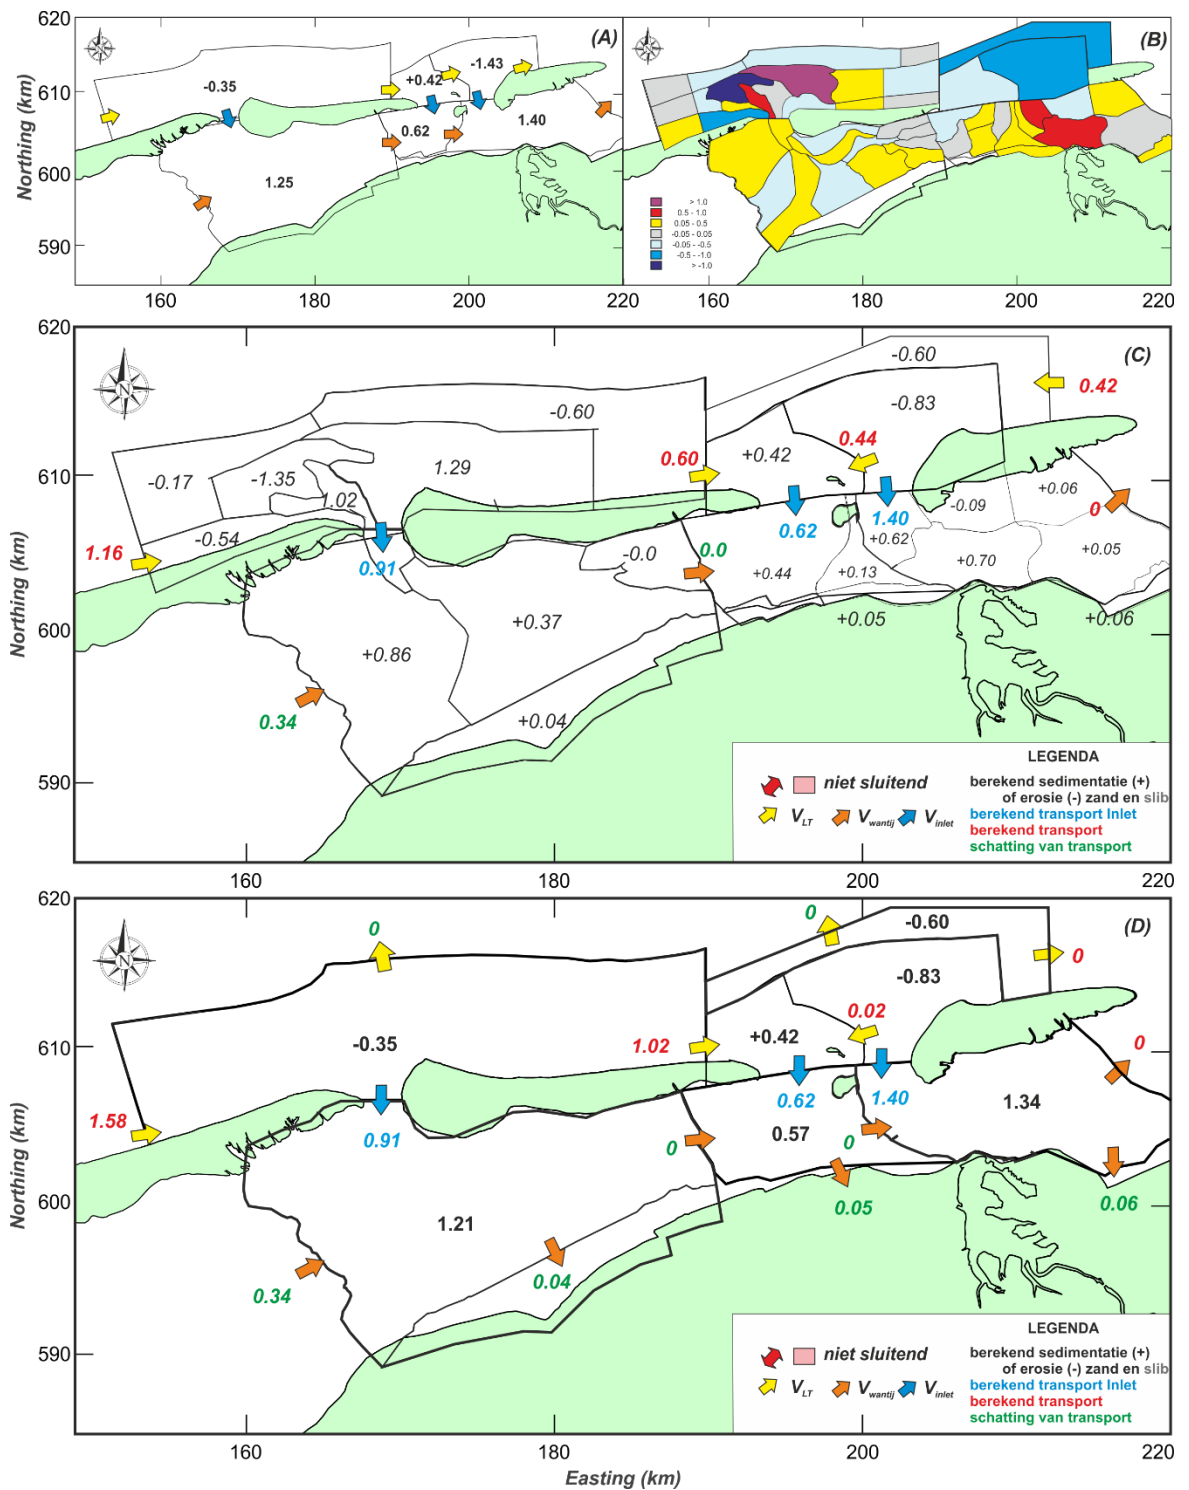 620
610
600
590
Northing (km)
(A)
-0.35
+0.42
-1.43
0.62
1.40
1.25
160
180
200
220
(B)
> 1.0
0.5 - 1.0
0.05 - 0.5
-0.05 - 0.05
-0.05 - -0.5
-0.5 - -1.0
> -1.0
160
180
200
220
620
610
600
590
Northing (km)
N
(C)
-0.60
-0.60
-0.83
0.42
-0.17
-1.35
1.29
0.60
+0.42
0.44
1.02
-0.54
1.16
0.91
0.62
1.40
-0.09
+0.06
0
-0.0
0.0
+0.62
+0.44
+0.13
+0.70
+0.05
+0.37
+0.05
+0.06
+0.86
0.34
+0.04
LEGENDA
niet sluitend
berekend sedimentatie (+)
of erosie (-) zand en slib
VLT
Vwantij
Vinlet
berekend transport Inlet
berekend transport
schatting van transport
160
180
200
220
620
610
600
590
Northing (km)
N
(D)
0
0
-0.60
0
-0.83
-0.35
1.02
+0.42
0.02
0
1.58
0.91
0.62
1.40
1.34
0
0.57
0
0.05
0.06
1.21
0.34
0.04
LEGENDA
niet sluitend
berekend sedimentatie (+)
of erosie (-) zand en slib
VLT
Vwantij
Vinlet
berekend transport Inlet
berekend transport
schatting van transport
160
180
200
220
Easting (km)